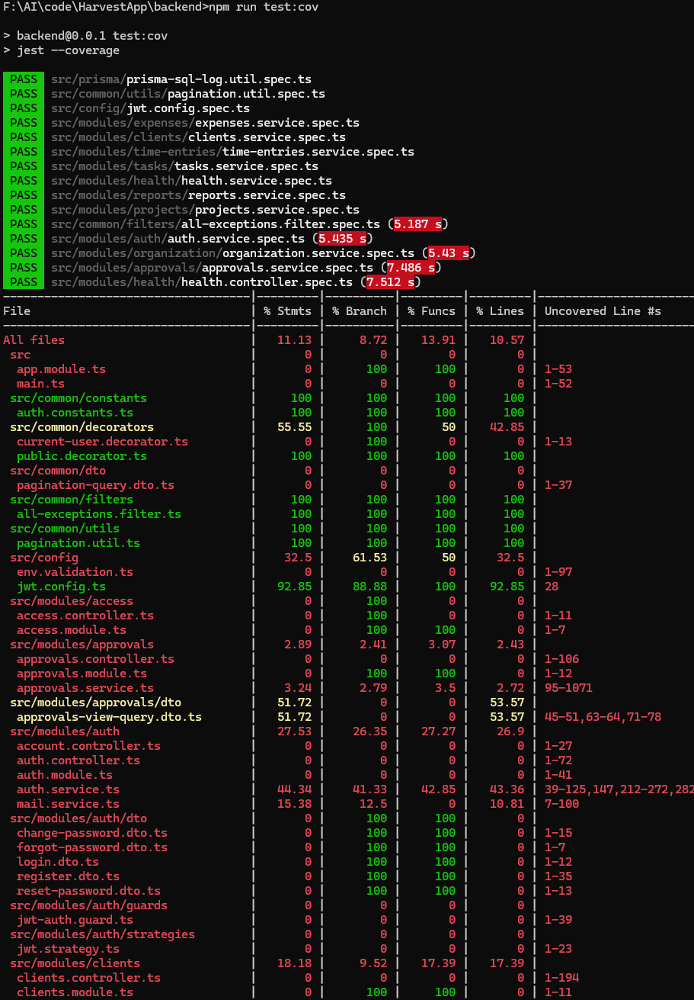 F:\AI\code\HarvestApp\backend>npm run test:cov
> backend@0.0.1 test:cov
> jest --coverage
PASS src/prisma/prisma-sql-log.util.spec.ts
PASS src/common/utils/pagination.util.spec.ts
PASS src/config/jwt.config.spec.ts
PASS src/modules/expenses/expenses.service.spec.ts
PASS src/modules/clients/clients.service.spec.ts
PASS src/modules/time-entries/time-entries.service.spec.ts
PASS src/modules/tasks/tasks.service.spec.ts
PASS src/modules/health/health.service.spec.ts
PASS src/modules/reports/reports.service.spec.ts
PASS src/modules/projects/projects.service.spec.ts
PASS src/common/filters/all-exceptions.filter.spec.ts (5.187 s)
PASS src/modules/auth/auth.service.spec.ts (5.435 s)
PASS src/modules/organization/organization.service.spec.ts (5.43 s)
PASS src/modules/approvals/approvals.service.spec.ts (7.486 s)
PASS src/modules/health/health.controller.spec.ts (7.512 s)
File | % Stmts | % Branch | % Funcs | % Lines | Uncovered Line #s
All files | 11.13 | 8.72 | 13.91 | 10.57 |
src | 0 | 0 | 0 | 0 |
app.module.ts | 0 | 100 | 100 | 0 | 1-53
main.ts | 0 | 0 | 0 | 0 | 1-52
src/common/constants | 100 | 100 | 100 | 100 |
auth.constants.ts | 100 | 100 | 100 | 100 |
src/common/decorators | 55.55 | 100 | 50 | 42.85 |
current-user.decorator.ts | 0 | 100 | 0 | 0 | 1-13
public.decorator.ts | 100 | 100 | 100 | 100 |
src/common/dto | 0 | 0 | 0 | 0 |
pagination-query.dto.ts | 0 | 0 | 0 | 0 | 1-37
src/common/filters | 100 | 100 | 100 | 100 |
all-exceptions.filter.ts | 100 | 100 | 100 | 100 |
src/common/utils | 100 | 100 | 100 | 100 |
pagination.util.ts | 100 | 100 | 100 | 100 |
src/config | 32.5 | 61.53 | 50 | 32.5 |
env.validation.ts | 0 | 0 | 0 | 0 | 1-97
jwt.config.ts | 92.85 | 88.88 | 100 | 92.85 | 28
src/modules/access | 0 | 100 | 0 | 0 |
access.controller.ts | 0 | 100 | 0 | 0 | 1-11
access.module.ts | 0 | 100 | 100 | 0 | 1-7
src/modules/approvals | 2.89 | 2.41 | 3.07 | 2.43 |
approvals.controller.ts | 0 | 0 | 0 | 0 | 1-106
approvals.module.ts | 0 | 100 | 100 | 0 | 1-12
approvals.service.ts | 3.24 | 2.79 | 3.5 | 2.72 | 95-1071
src/modules/approvals/dto | 51.72 | 0 | 0 | 53.57 |
approvals-view-query.dto.ts | 51.72 | 0 | 0 | 53.57 | 45-51,63-64,71-78
src/modules/auth | 27.53 | 26.35 | 27.27 | 26.9 |
account.controller.ts | 0 | 0 | 0 | 0 | 1-27
auth.controller.ts | 0 | 0 | 0 | 0 | 1-72
auth.module.ts | 0 | 0 | 0 | 0 | 1-41
auth.service.ts | 44.34 | 41.33 | 42.85 | 43.36 | 39-125,147,212-272,282
mail.service.ts | 15.38 | 12.5 | 0 | 10.81 | 7-100
src/modules/auth/dto | 0 | 100 | 100 | 0 |
change-password.dto.ts | 0 | 100 | 100 | 0 | 1-15
forgot-password.dto.ts | 0 | 100 | 100 | 0 | 1-7
login.dto.ts | 0 | 100 | 100 | 0 | 1-12
register.dto.ts | 0 | 100 | 100 | 0 | 1-35
reset-password.dto.ts | 0 | 100 | 100 | 0 | 1-13
src/modules/auth/guards | 0 | 0 | 0 | 0 |
jwt-auth.guard.ts | 0 | 0 | 0 | 0 | 1-39
src/modules/auth/strategies | 0 | 0 | 0 | 0 |
jwt.strategy.ts | 0 | 0 | 0 | 0 | 1-23
src/modules/clients | 18.18 | 9.52 | 17.39 | 17.39 |
clients.controller.ts | 0 | 0 | 0 | 0 | 1-194
clients.module.ts | 0 | 100 | 100 | 0 | 1-11